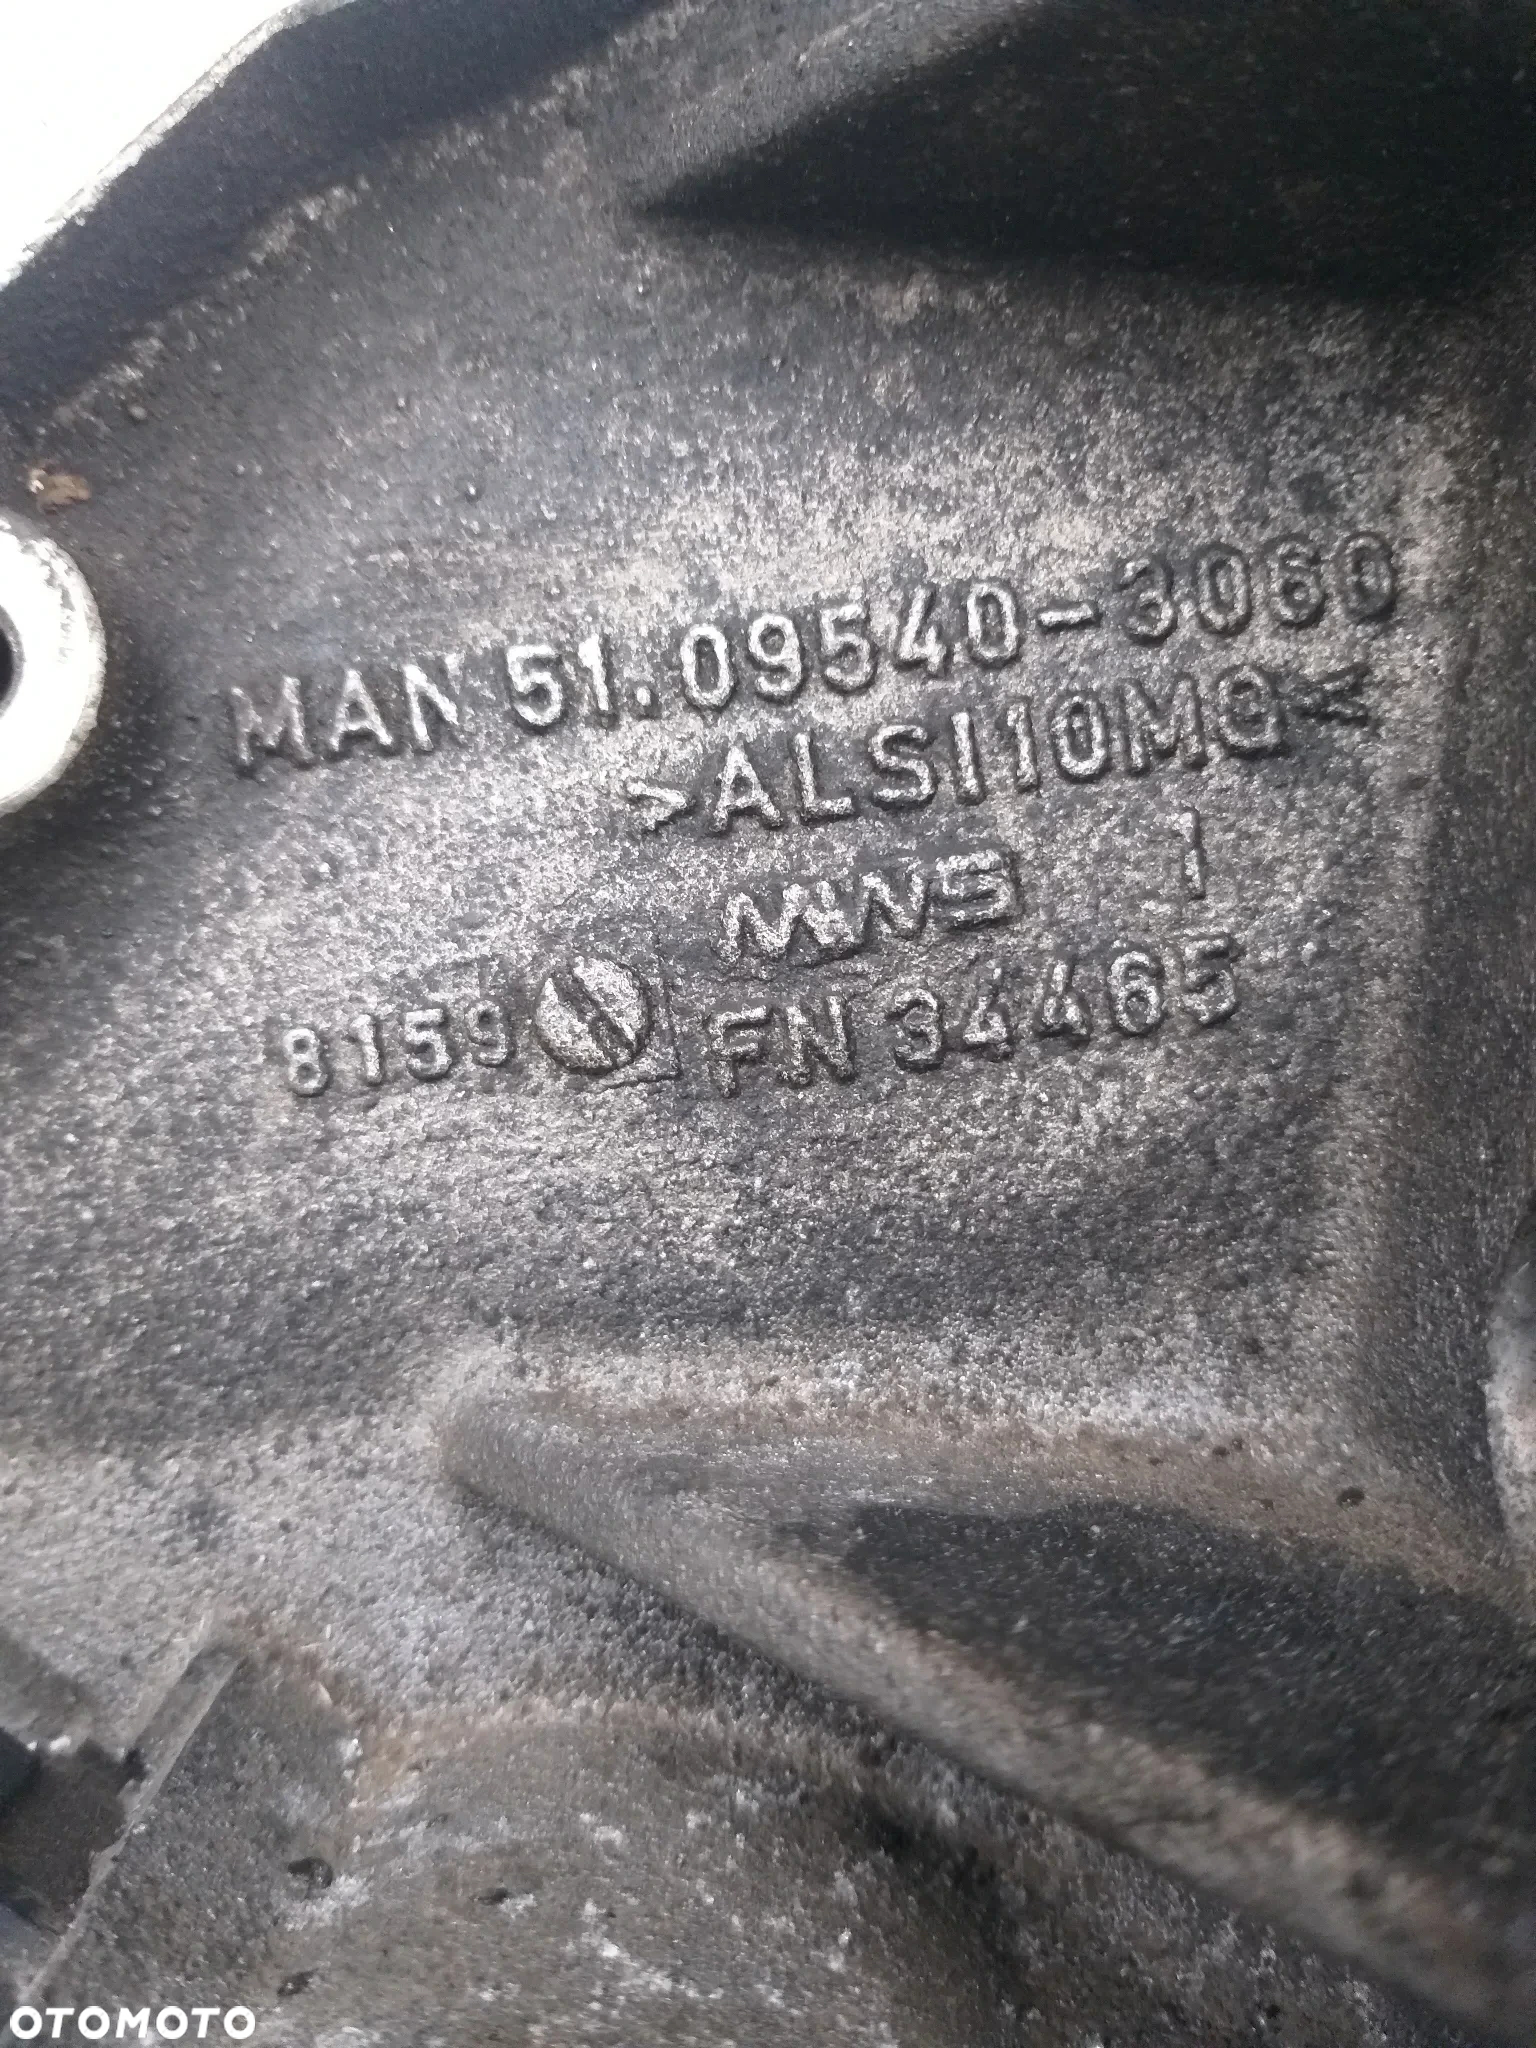 MAN 51.09540-3060
>ALSI10MG<
MWS 1
8159 FN 34465
OTOMOTO